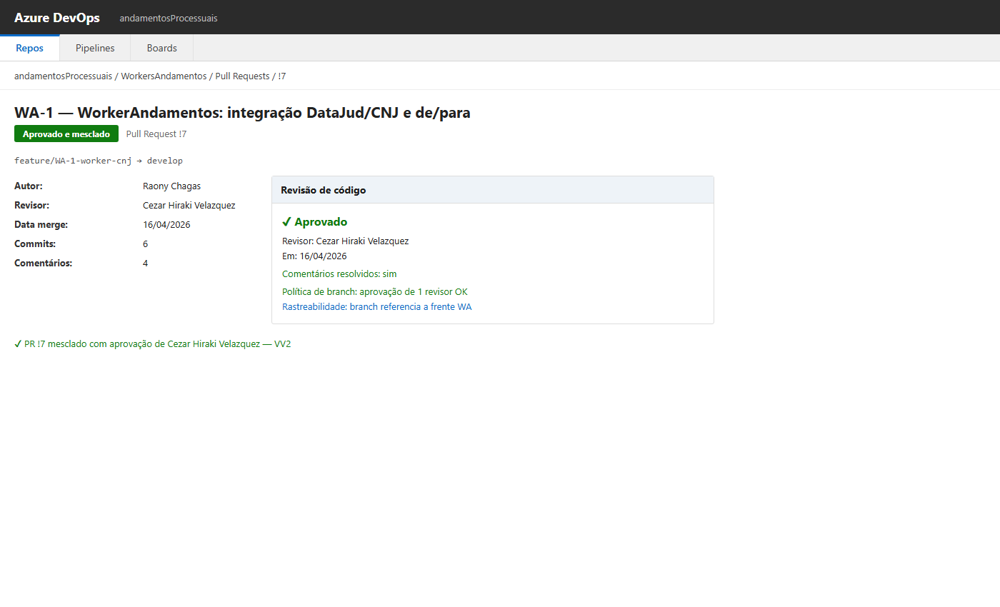 Azure DevOps andamentosProcessuais
Repos Pipelines Boards
andamentosProcessuais / WorkersAndamentos / Pull Requests / !7
WA-1 — WorkerAndamentos: integração DataJud/CNJ e de/para
Aprovado e mesclado Pull Request !7
feature/WA-1-worker-cnj → develop
Autor: Raony Chagas
Revisor: Cezar Hiraki Velazquez
Data merge: 16/04/2026
Commits: 6
Comentários: 4
Revisão de código
✓ Aprovado
Revisor: Cezar Hiraki Velazquez
Em: 16/04/2026
Comentários resolvidos: sim
Política de branch: aprovação de 1 revisor OK
Rastreabilidade: branch referencia a frente WA
✓ PR !7 mesclado com aprovação de Cezar Hiraki Velazquez — VV2